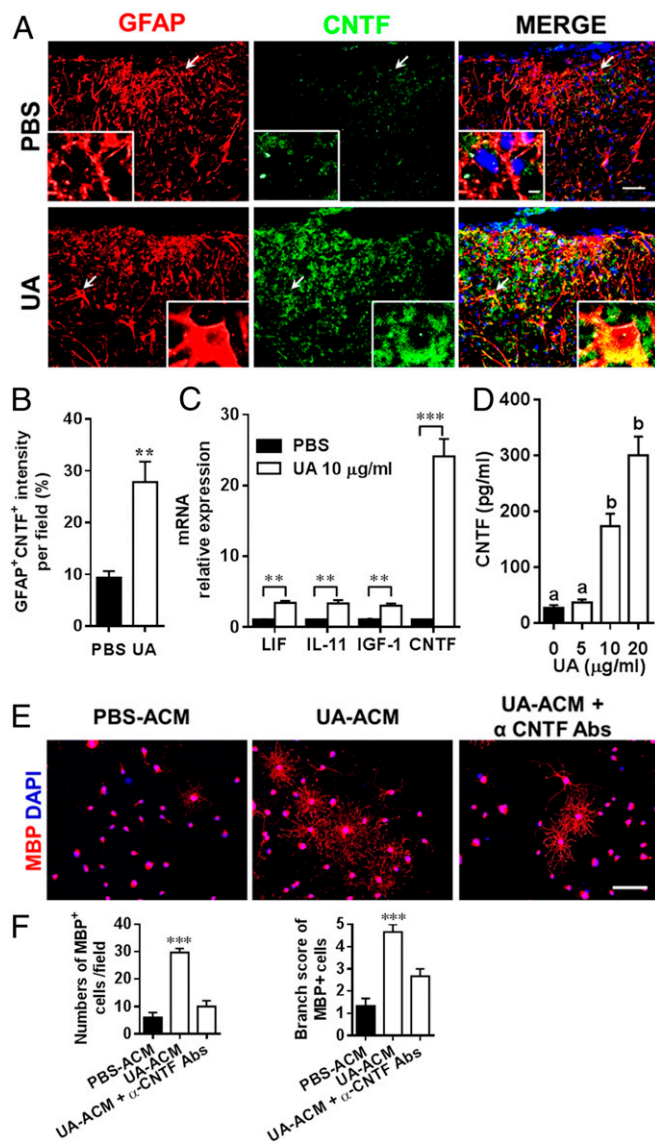 A
GFAP
CNTF
MERGE
PBS
UA
B
GFAP+CNTF+ intensity
per field (%)
40
30
20
10
0
**
PBS UA
C
mRNA
relative expression
30
20
10
0
PBS
UA 10 μg/ml
**
**
**
***
LIF
IL-11
IGF-1
CNTF
D
CNTF (pg/ml)
400
300
200
100
0
a
a
b
b
0
5
10
20
UA (μg/ml)
E
PBS-ACM
UA-ACM
UA-ACM +
α CNTF Abs
MBP DAPI
F
Numbers of MBP+
cells /field
40
30
20
10
0
***
PBS-ACM
UA-ACM
UA-ACM + α-CNTF Abs
Branch score of
MBP+ cells
5
4
3
2
1
0
***
PBS-ACM
UA-ACM
UA-ACM + α-CNTF Abs